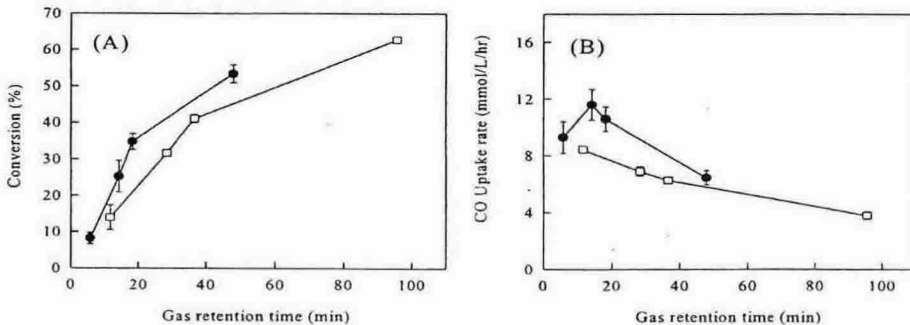 (A)
Conversion (%)
70
60
50
40
30
20
10
0
0 20 40 60 80 100
Gas retention time (min)
(B)
CO Uptake rate (mmol/L/hr)
16
12
8
4
0
0 20 40 60 80 100
Gas retention time (min)